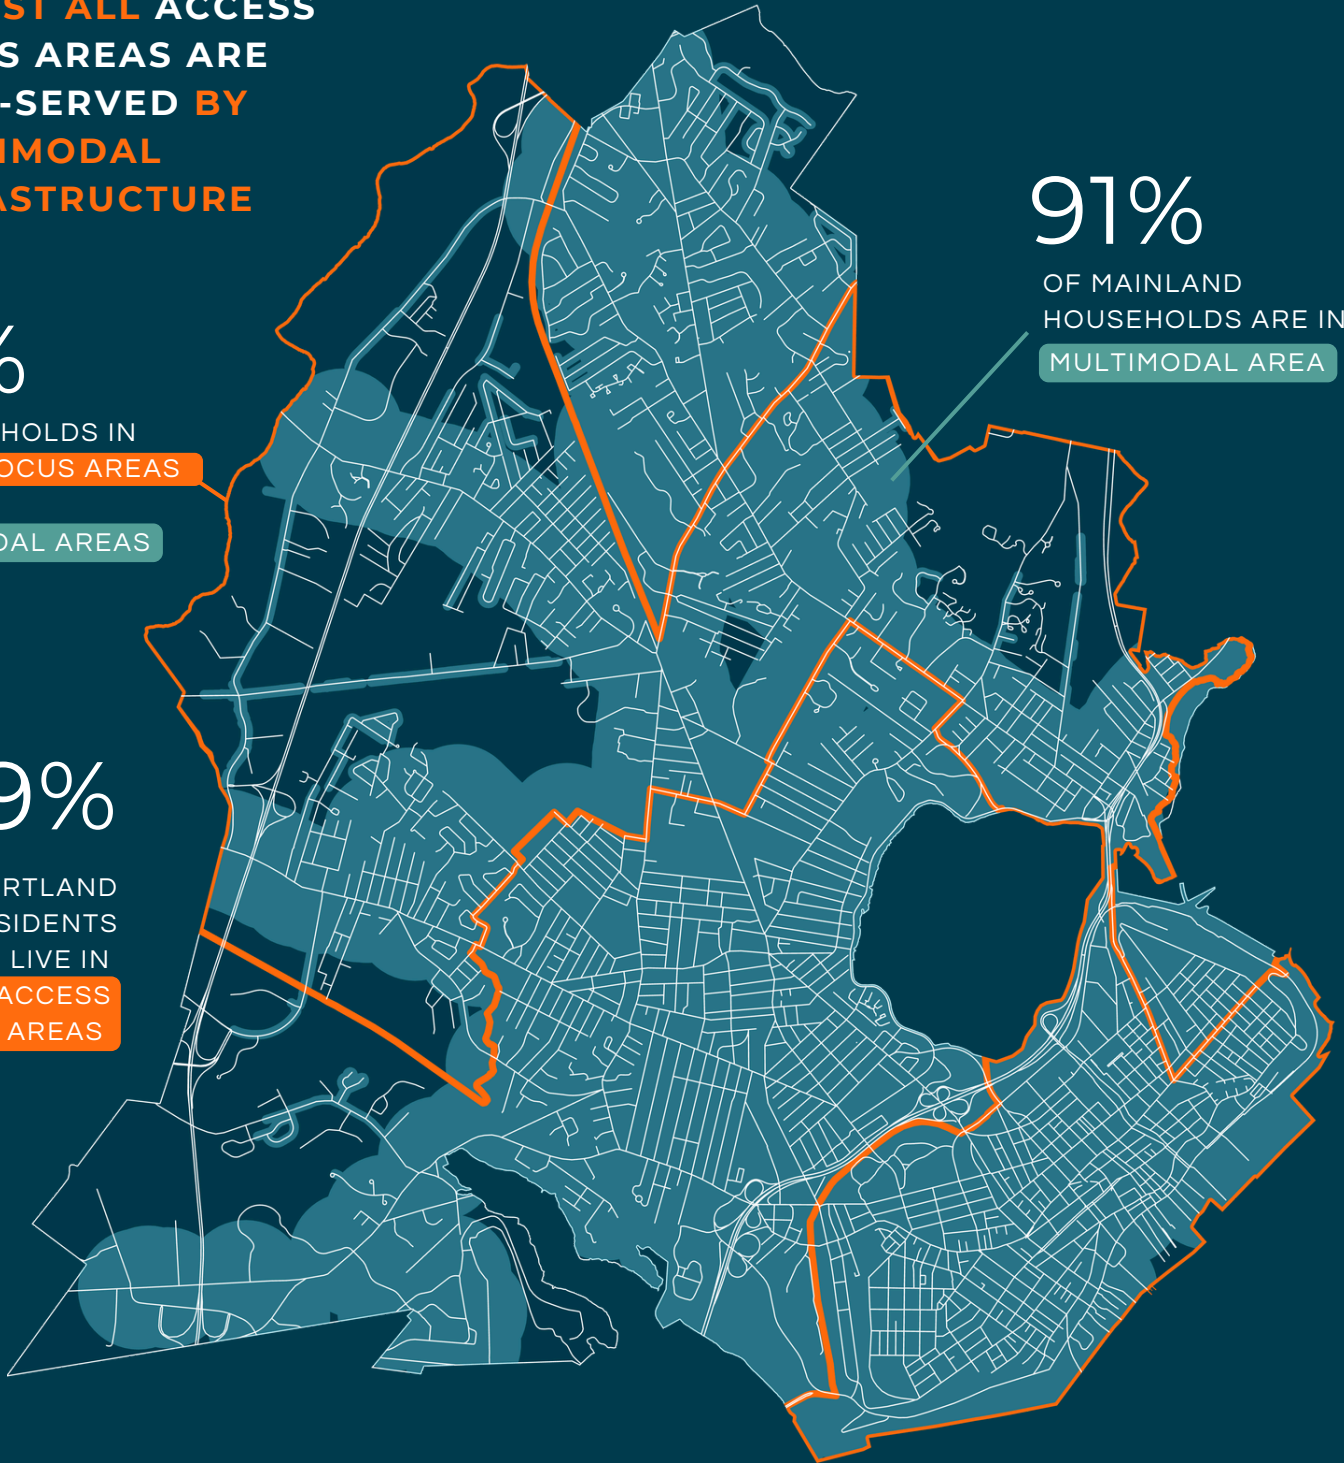 ST ALL ACCESS
S AREAS ARE
-SERVED BY
IMODAL
ASTRUCTURE
91%
OF MAINLAND
HOUSEHOLDS ARE IN
MULTIMODAL AREA
%
HOLDS IN
OCUS AREAS
DAL AREAS
9%
RTLAND
SIDENTS
LIVE IN
ACCESS
AREAS